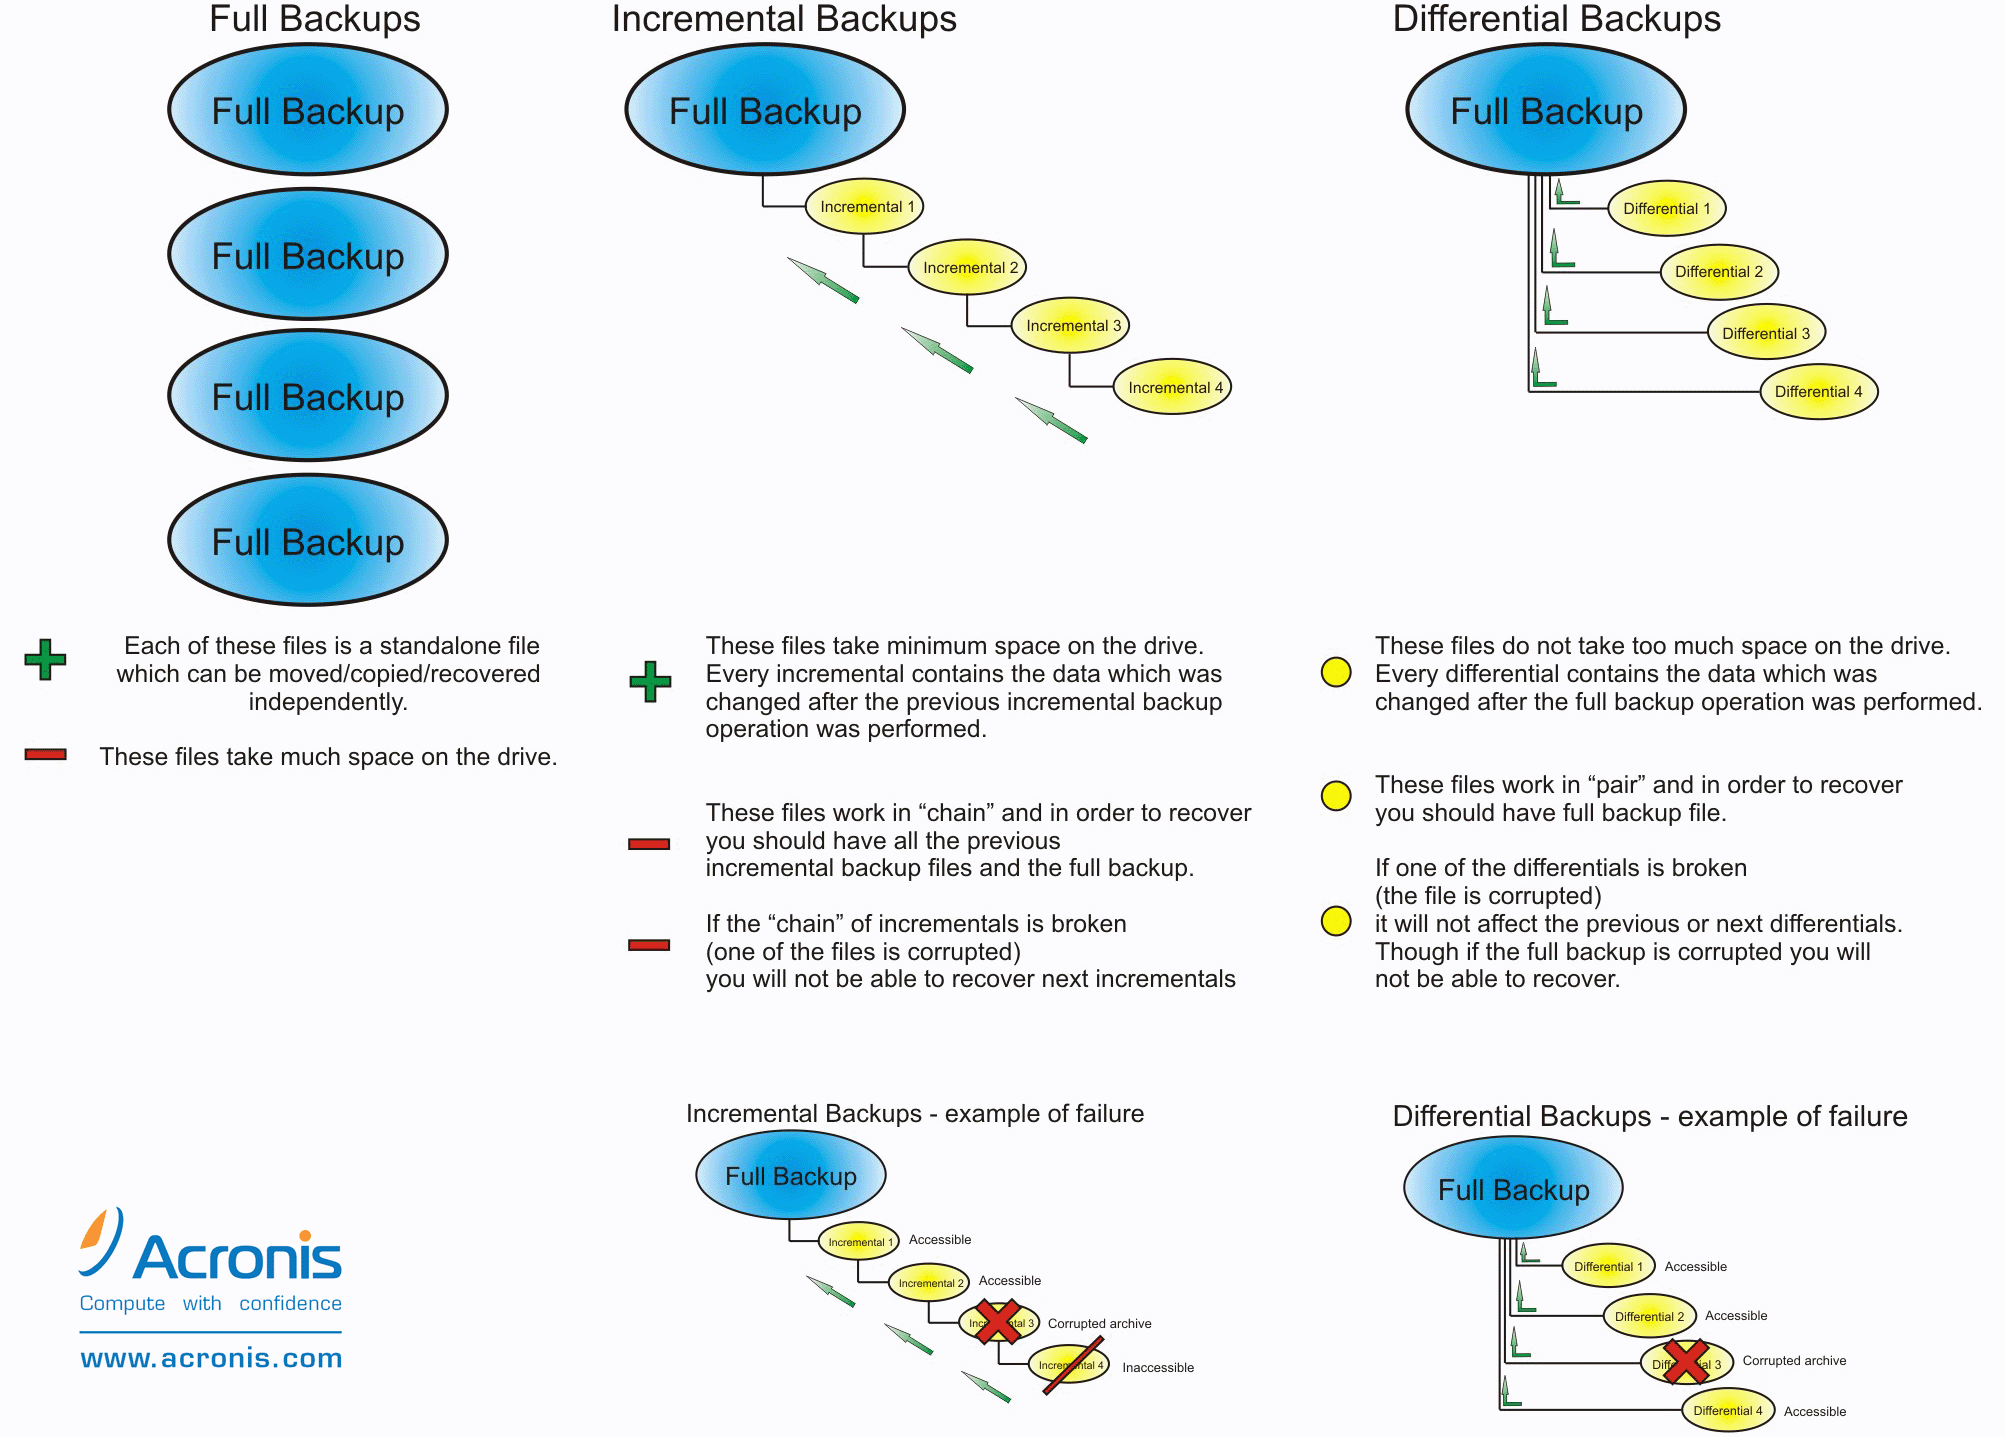 Full Backups
Full Backup
Full Backup
Full Backup
Full Backup
Each of these files is a standalone file
which can be moved/copied/recovered
independently.
These files take much space on the drive.
Incremental Backups
Full Backup
Incremental 1
Incremental 2
Incremental 3
Incremental 4
These files take minimum space on the drive.
Every incremental contains the data which was
changed after the previous incremental backup
operation was performed.
These files work in “chain” and in order to recover
you should have all the previous
incremental backup files and the full backup.
If the “chain” of incrementals is broken
(one of the files is corrupted)
you will not be able to recover next incrementals
Differential Backups
Full Backup
Differential 1
Differential 2
Differential 3
Differential 4
These files do not take too much space on the drive.
Every differential contains the data which was
changed after the full backup operation was performed.
These files work in “pair” and in order to recover
you should have full backup file.
If one of the differentials is broken
(the file is corrupted)
it will not affect the previous or next differentials.
Though if the full backup is corrupted you will
not be able to recover.
Acronis
Compute with confidence
www.acronis.com
Incremental Backups - example of failure
Full Backup
Incremental 1 Accessible
Incremental 2 Accessible
Incremental 3 Corrupted archive
Incremental 4 Inaccessible
Differential Backups - example of failure
Full Backup
Differential 1 Accessible
Differential 2 Accessible
Differential 3 Corrupted archive
Differential 4 Accessible